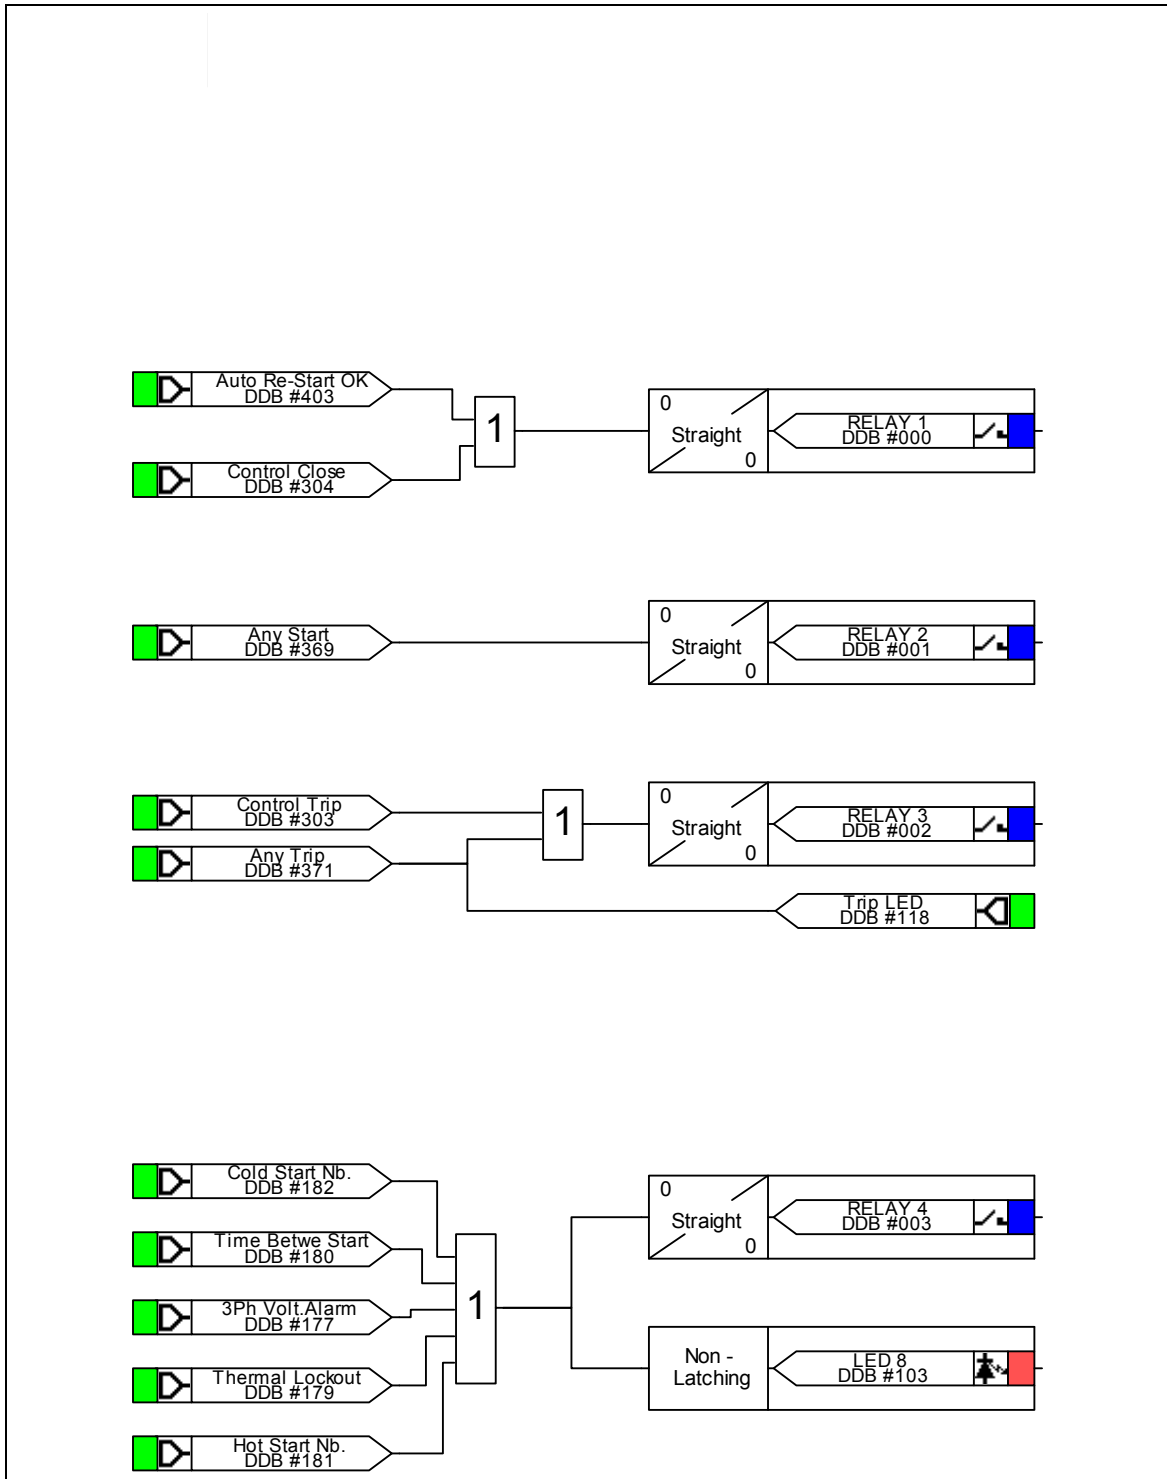 Auto Re-Start OK
DDB #403
Control Close
DDB #304
1
0
Straight
0
RELAY 1
DDB #000
Any Start
DDB #369
0
Straight
0
RELAY 2
DDB #001
Control Trip
DDB #303
Any Trip
DDB #371
1
0
Straight
0
RELAY 3
DDB #002
Trip LED
DDB #118
Cold Start Nb.
DDB #182
Time Betwe Start
DDB #180
3Ph Volt.Alarm
DDB #177
Thermal Lockout
DDB #179
Hot Start Nb.
DDB #181
1
0
Straight
0
RELAY 4
DDB #003
Non -
Latching
LED 8
DDB #103